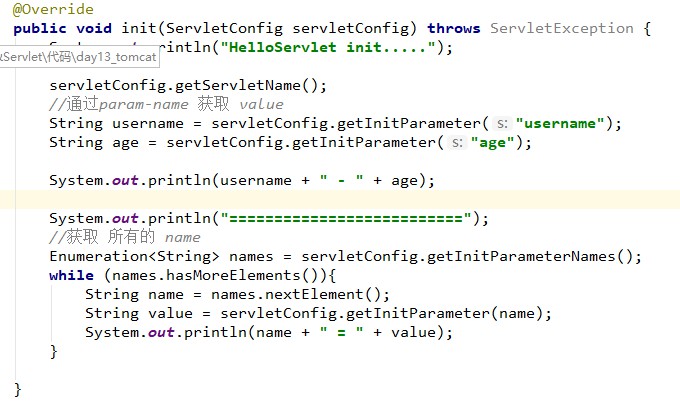 @Override
public void init(ServletConfig servletConfig) throws ServletException {
println("HelloServlet init.....");
Servlet\代码\day13_tomcat
servletConfig.getServletName();
//通过param-name 获取 value
String username = servletConfig.getInitParameter( s: "username");
String age = servletConfig.getInitParameter( s: "age");
System.out.println(username + " - " + age);
System.out.println("==========================");
//获取 所有的 name
Enumeration<String> names = servletConfig.getInitParameterNames();
while (names.hasMoreElements()){
String name = names.nextElement();
String value = servletConfig.getInitParameter(name);
System.out.println(name + " = " + value);
}
}